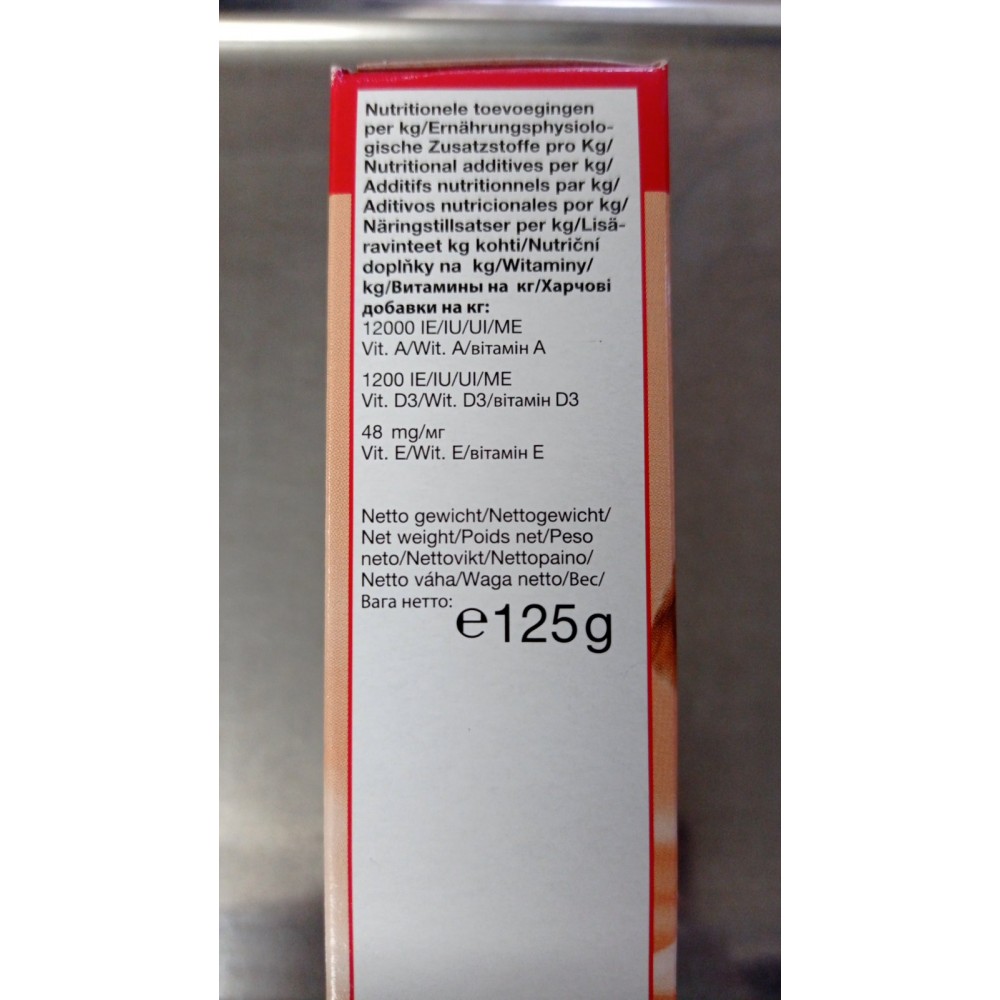 Nutritionele toevoegingen
per kg/Ernährungsphysiolo-
gische Zusatzstoffe pro Kg/
Nutritional additives per kg/
Additifs nutritionnels par kg/
Aditivos nutricionales por kg/
Näringstillsatser per kg/Lisä-
ravinteet kg kohti/Nutriční
doplňky na kg/Witaminy/
kg/Витамины на кг/Харчові
добавки на кг:
12000 IE/IU/UI/ME
Vit. A/Wit. A/вітамін A
1200 IE/IU/UI/ME
Vit. D3/Wit. D3/вітамін D3
48 mg/мг
Vit. E/Wit. E/вітамін E
Netto gewicht/Nettogewicht/
Net weight/Poids net/Peso
neto/Nettovikt/Nettopaino/
Netto váha/Waga netto/Вес/
Вага нетто:
℮125g